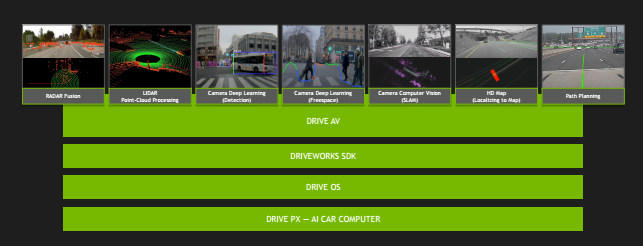 RADAR Fusion
LIDAR
Point-Cloud Processing
Camera Deep Learning
(Detection)
Camera Deep Learning
(Freespace)
Camera Computer Vision
(SLAM)
HD Map
(Localizing to Map)
Path Planning
DRIVE AV
DRIVEWORKS SDK
DRIVE OS
DRIVE PX — AI CAR COMPUTER